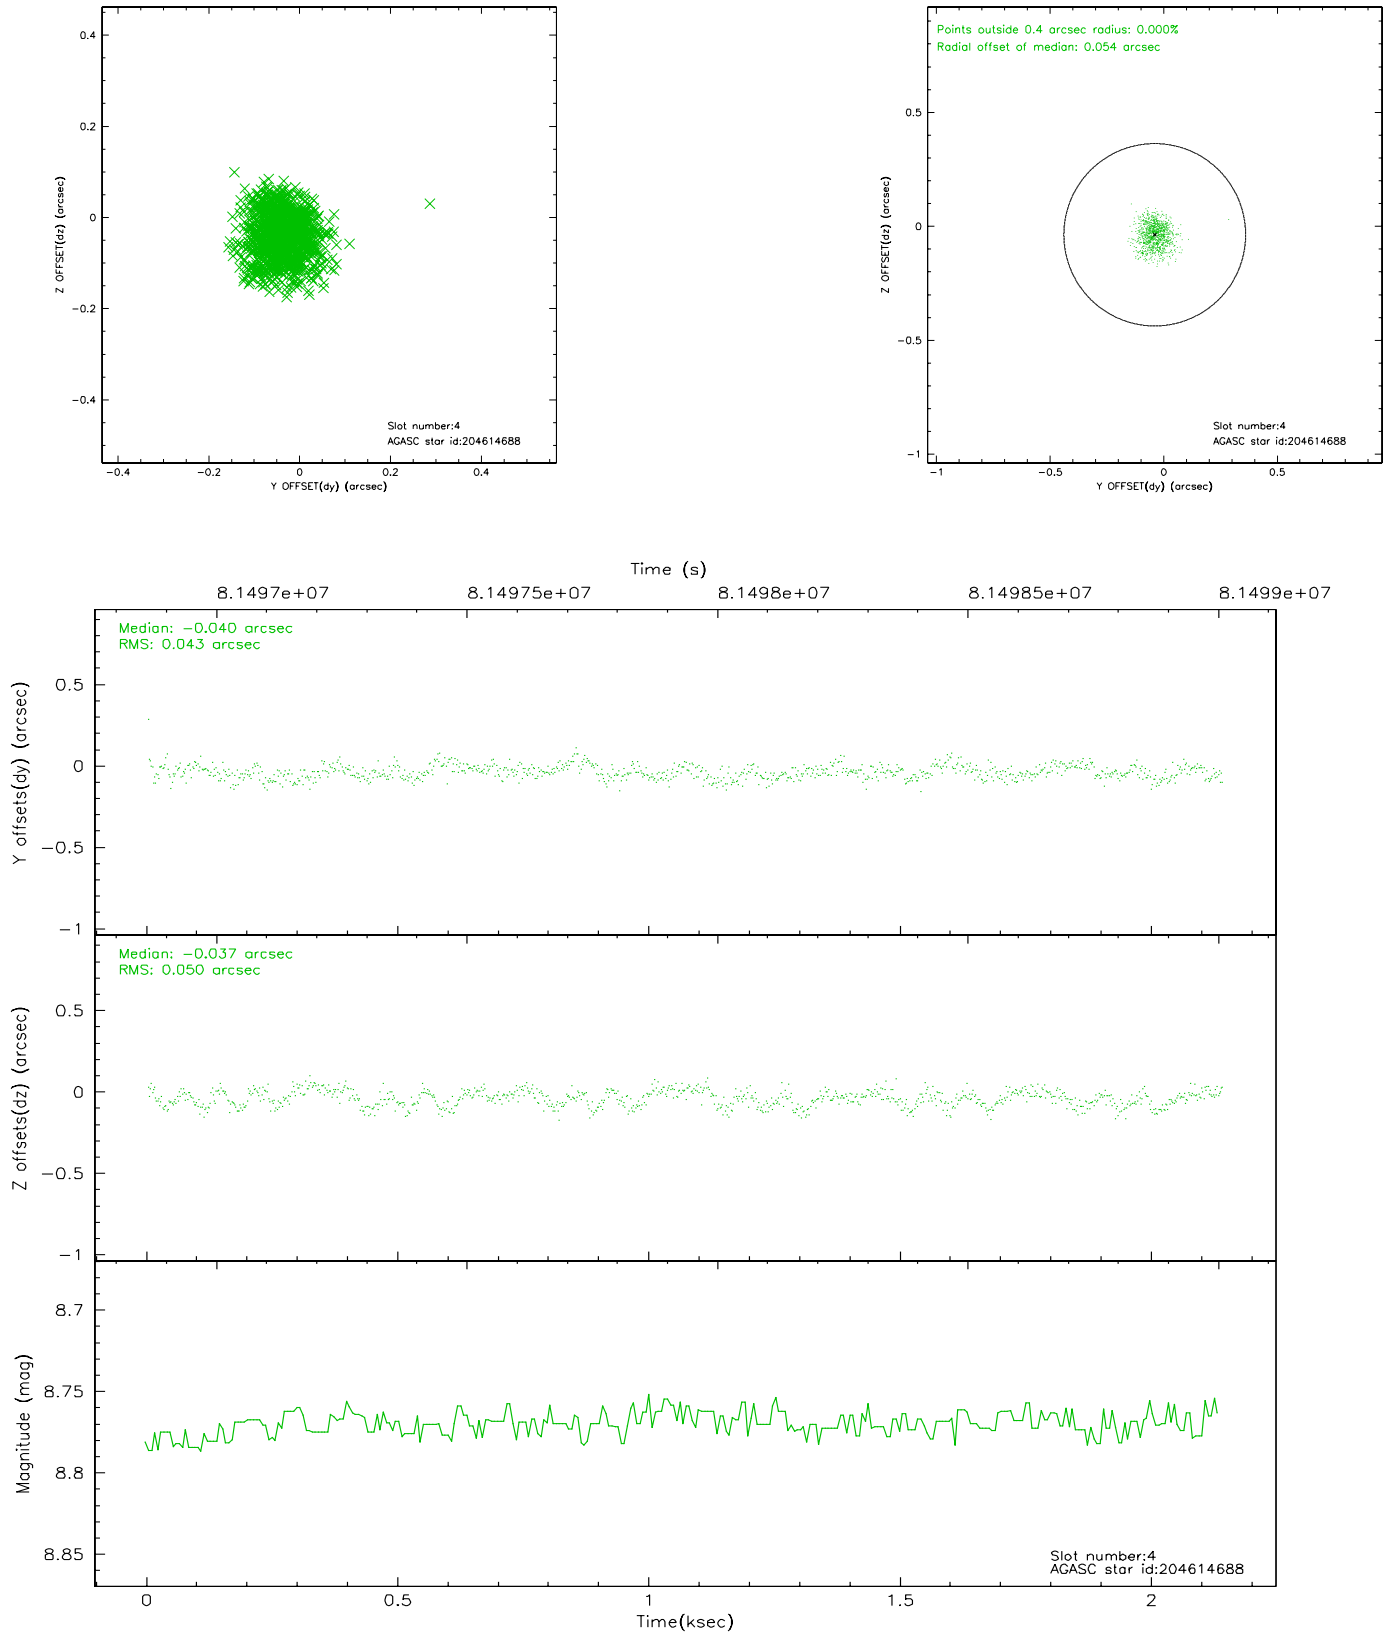 0.4
0.2
0
-0.2
-0.4
Z OFFSET(dz) (arcsec)
Slot number:4
AGASC star id:204614688
-0.4 -0.2 0 0.2 0.4
Y OFFSET(dy) (arcsec)
Points outside 0.4 arcsec radius: 0.000%
Radial offset of median: 0.054 arcsec
0.5
0
-0.5
-1
Z OFFSET(dz) (arcsec)
Slot number:4
AGASC star id:204614688
-1 -0.5 0 0.5
Y OFFSET(dy) (arcsec)
Time (s)
8.1497e+07 8.14975e+07 8.1498e+07 8.14985e+07 8.1499e+07
Median: -0.040 arcsec
RMS: 0.043 arcsec
0.5
0
-0.5
-1
Y offsets(dy) (arcsec)
Median: -0.037 arcsec
RMS: 0.050 arcsec
0.5
0
-0.5
-1
Z offsets(dz) (arcsec)
8.7
8.75
8.8
8.85
Magnitude (mag)
Slot number:4
AGASC star id:204614688
0 0.5 1 1.5 2
Time(ksec)